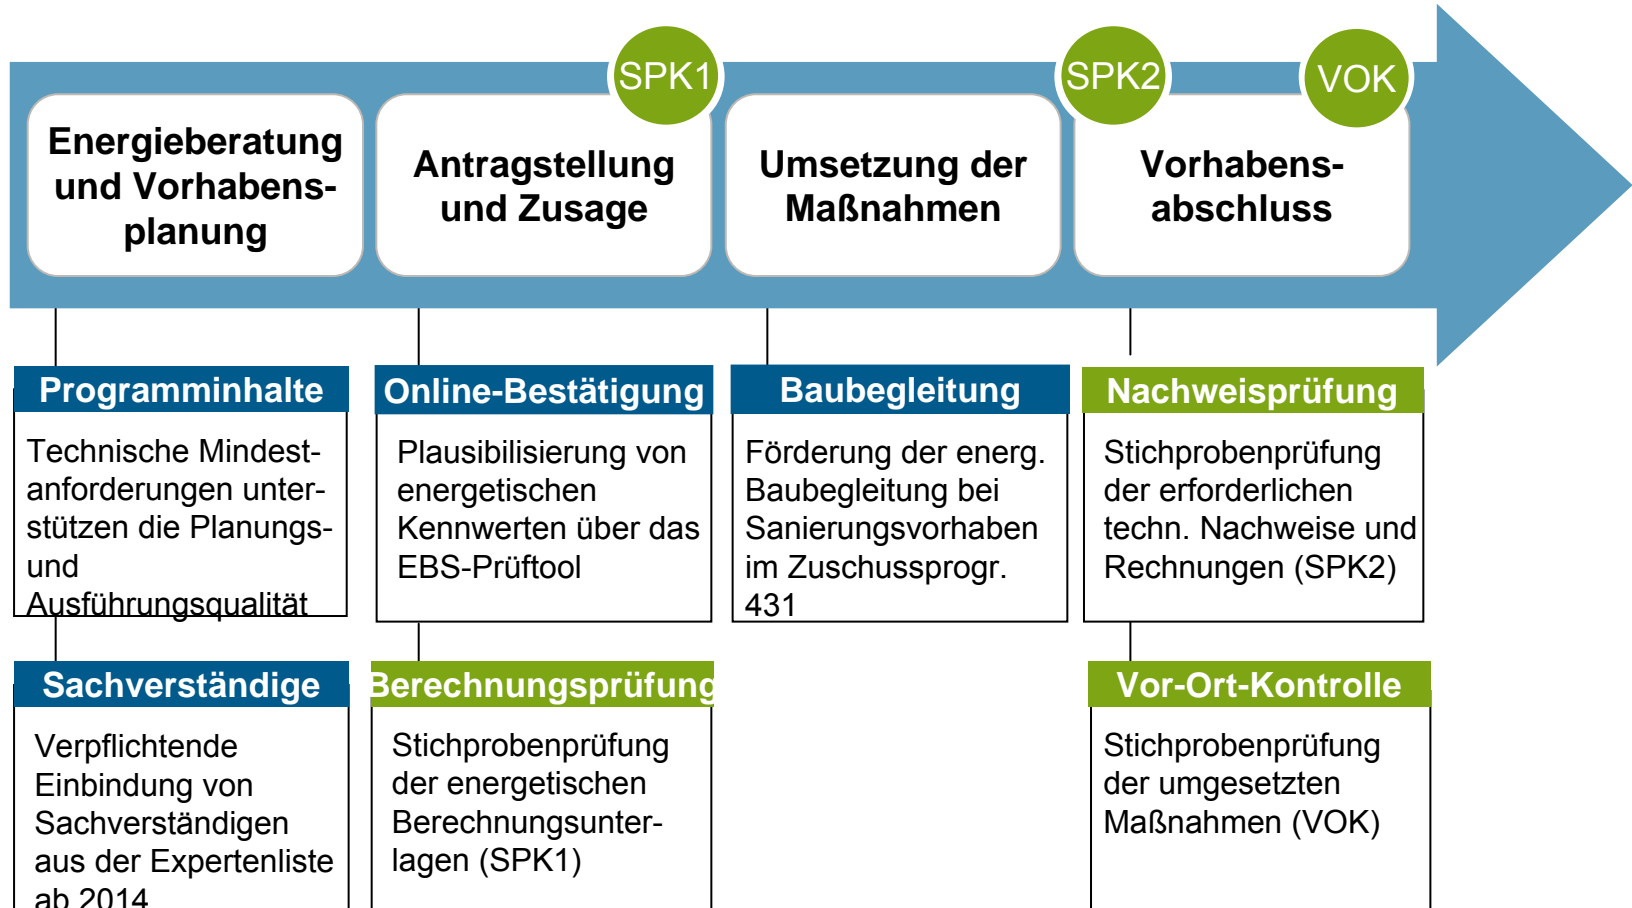 SPK1
SPK2
VOK
Energieberatung
und Vorhabens-
planung
Antragstellung
und Zusage
Umsetzung der
Maßnahmen
Vorhabens-
abschluss
Programminhalte
Technische Mindest-
anforderungen unter-
stützen die Planungs-
und
Ausführungsqualität
Online-Bestätigung
Plausibilisierung von
energetischen
Kennwerten über das
EBS-Prüftool
Baubegleitung
Förderung der energ.
Baubegleitung bei
Sanierungsvorhaben
im Zuschussprogr.
431
Nachweisprüfung
Stichprobenprüfung
der erforderlichen
techn. Nachweise und
Rechnungen (SPK2)
Sachverständige
Verpflichtende
Einbindung von
Sachverständigen
aus der Expertenliste
ab 2014
Berechnungsprüfung
Stichprobenprüfung
der energetischen
Berechnungsunter-
lagen (SPK1)
Vor-Ort-Kontrolle
Stichprobenprüfung
der umgesetzten
Maßnahmen (VOK)